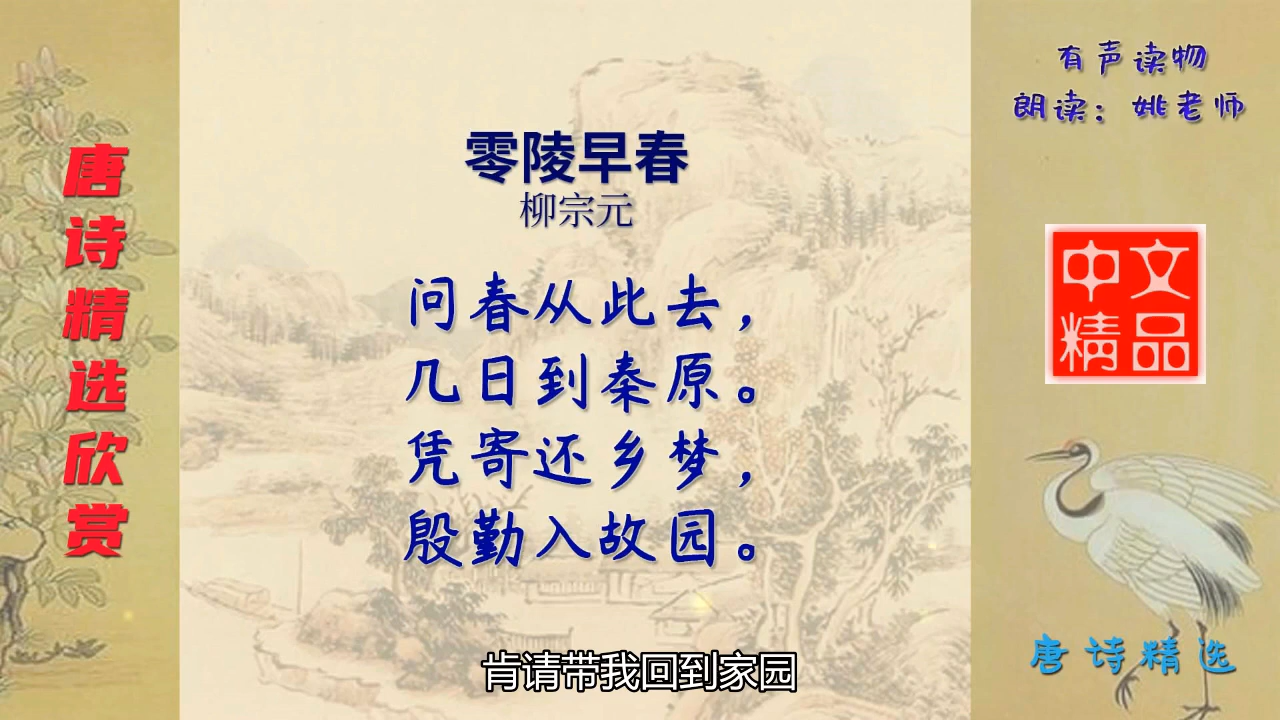 唐诗精选欣赏
零陵早春
柳宗元
问春从此去，
几日到秦原。
凭寄还乡梦，
殷勤入故园。
肯请带我回到家园
有声读物
朗读：姚老师
中文
精品
唐诗精选